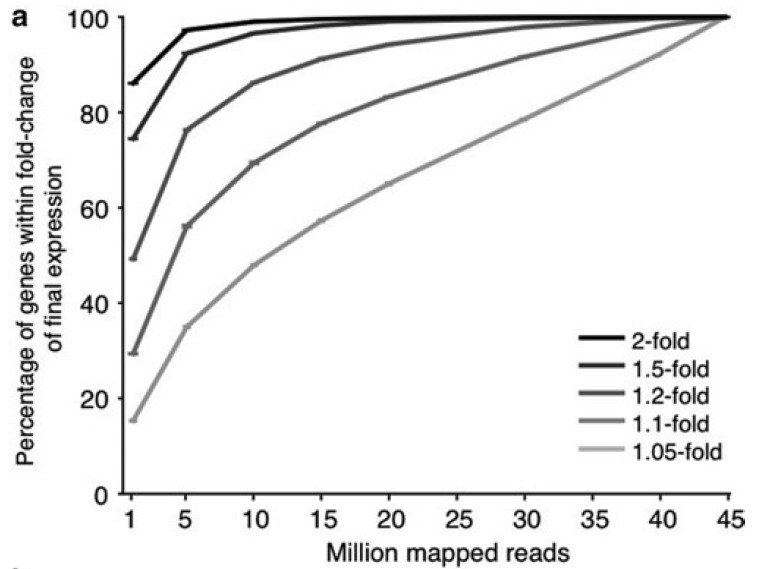 a
100
80
60
40
20
0
Percentage of genes within fold-change
of final expression
2-fold
1.5-fold
1.2-fold
1.1-fold
1.05-fold
1 5 10 15 20 25 30 35 40 45
Million mapped reads